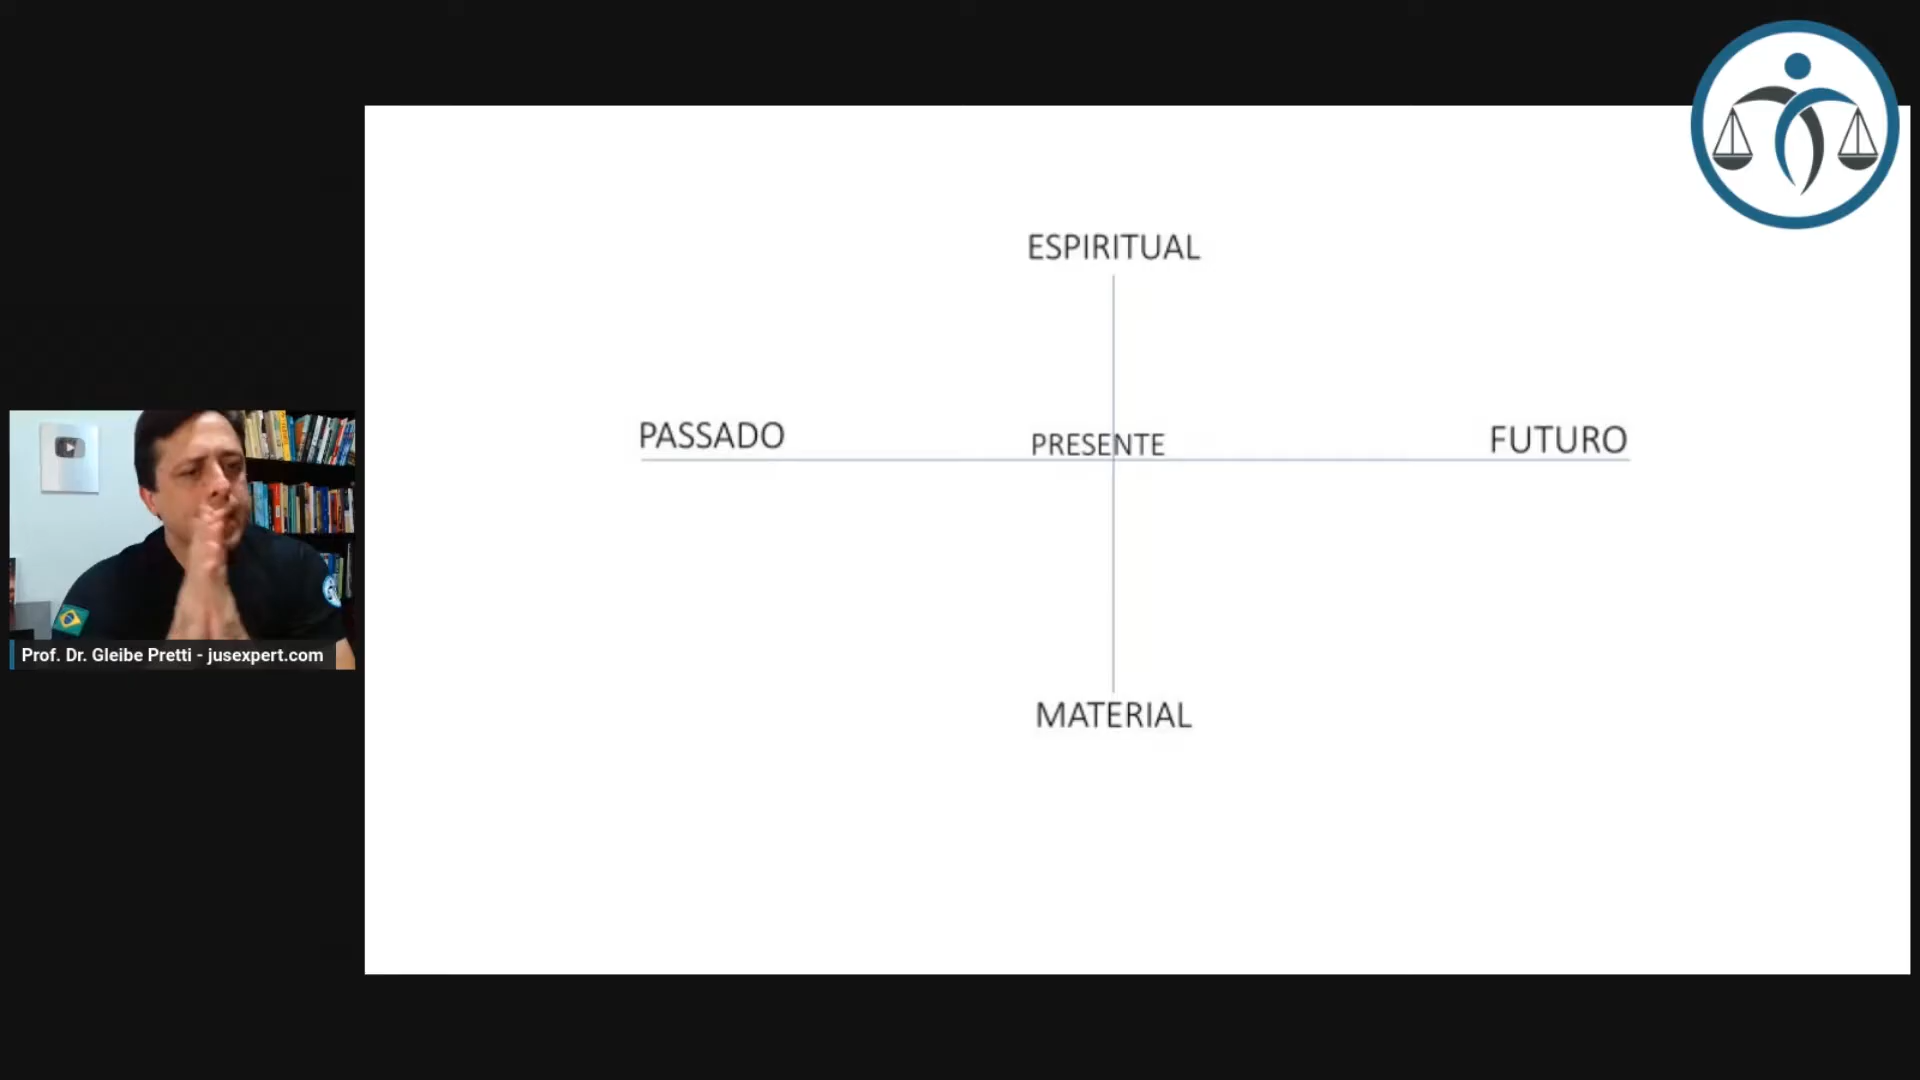 ESPIRITUAL
PASSADO
PRESENTE
FUTURO
MATERIAL
Prof. Dr. Gleibe Pretti - jusexpert.com